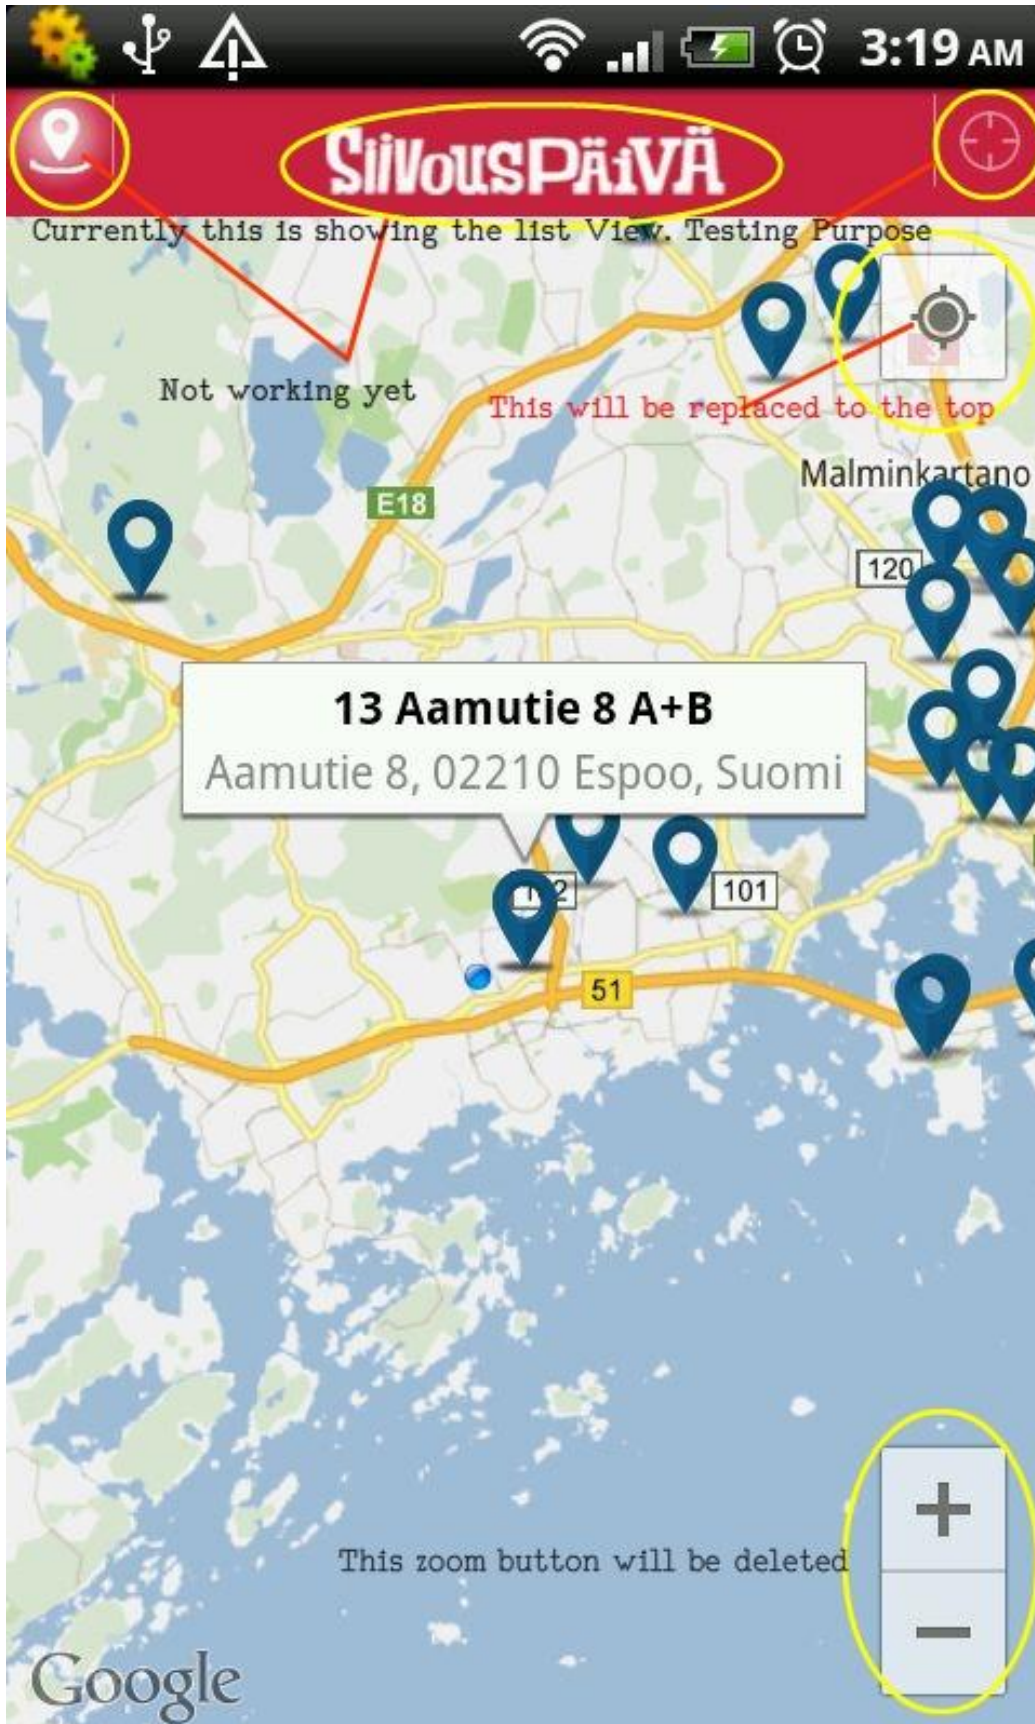 3:19 AM
SiivousPäivä
Currently this is showing the list View. Testing Purpose
Not working yet
This will be replaced to the top
Malminkartano
E18
120
13 Aamutie 8 A+B
Aamutie 8, 02210 Espoo, Suomi
101
51
This zoom button will be deleted
Google